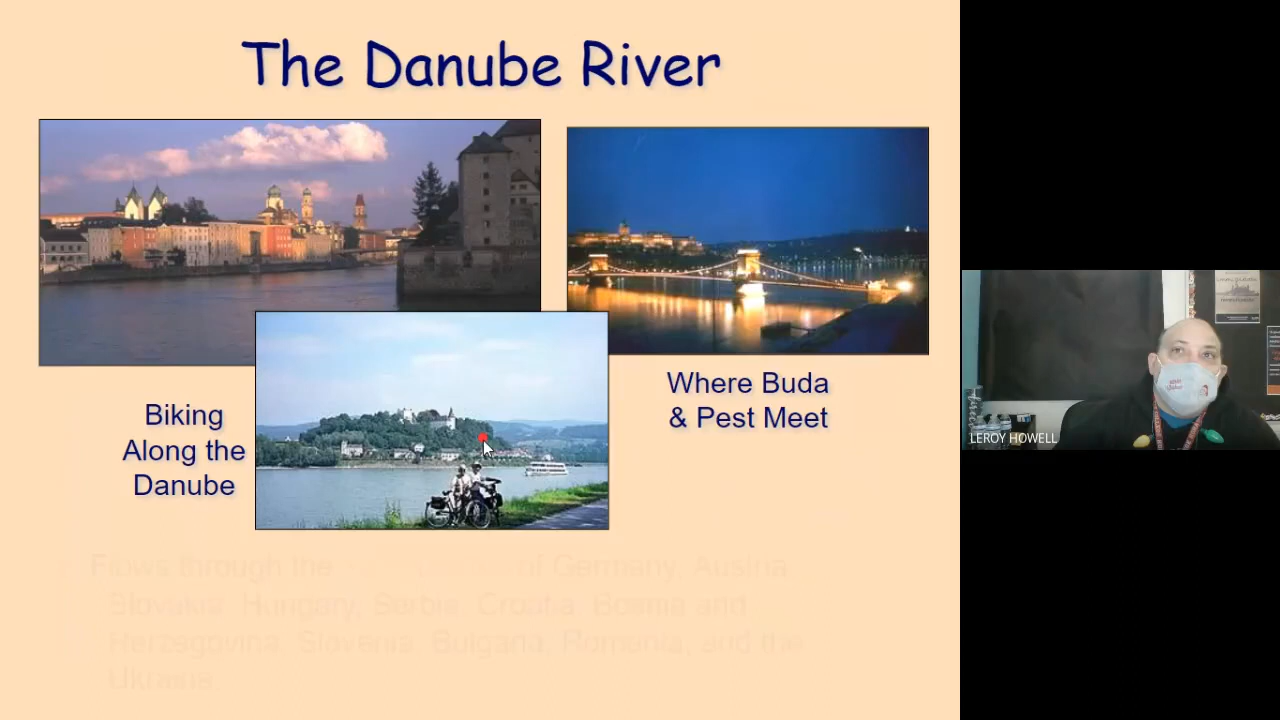 The Danube River
Biking
Along the
Danube
Where Buda
& Pest Meet
Flows through the of Germany, Austria
Slovakia, Hungary, Serbia, Croatia, Bosnia and
Herzegovina, Slovenia, Bulgaria, Romania, and the
Ukraine.
LEROY HOWELL